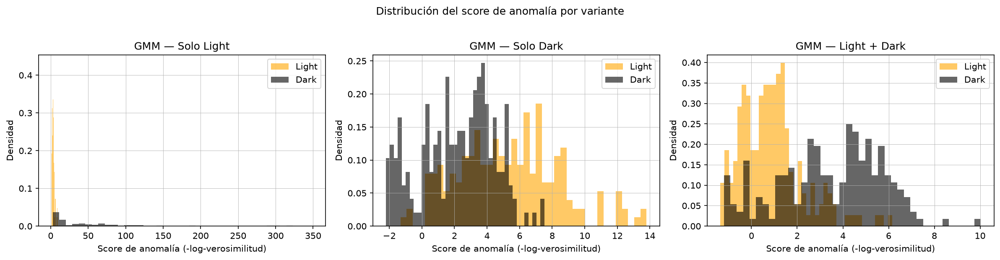 Distribución del score de anomalía por variante
GMM — Solo Light
Densidad
0.4
0.3
0.2
0.1
0.0
0 50 100 150 200 250 300 350
Score de anomalía (-log-verosimilitud)
Light
Dark
GMM — Solo Dark
Densidad
0.25
0.20
0.15
0.10
0.05
0.00
−2 0 2 4 6 8 10 12 14
Score de anomalía (-log-verosimilitud)
Light
Dark
GMM — Light + Dark
Densidad
0.40
0.35
0.30
0.25
0.20
0.15
0.10
0.05
0.00
0 2 4 6 8 10
Score de anomalía (-log-verosimilitud)
Light
Dark